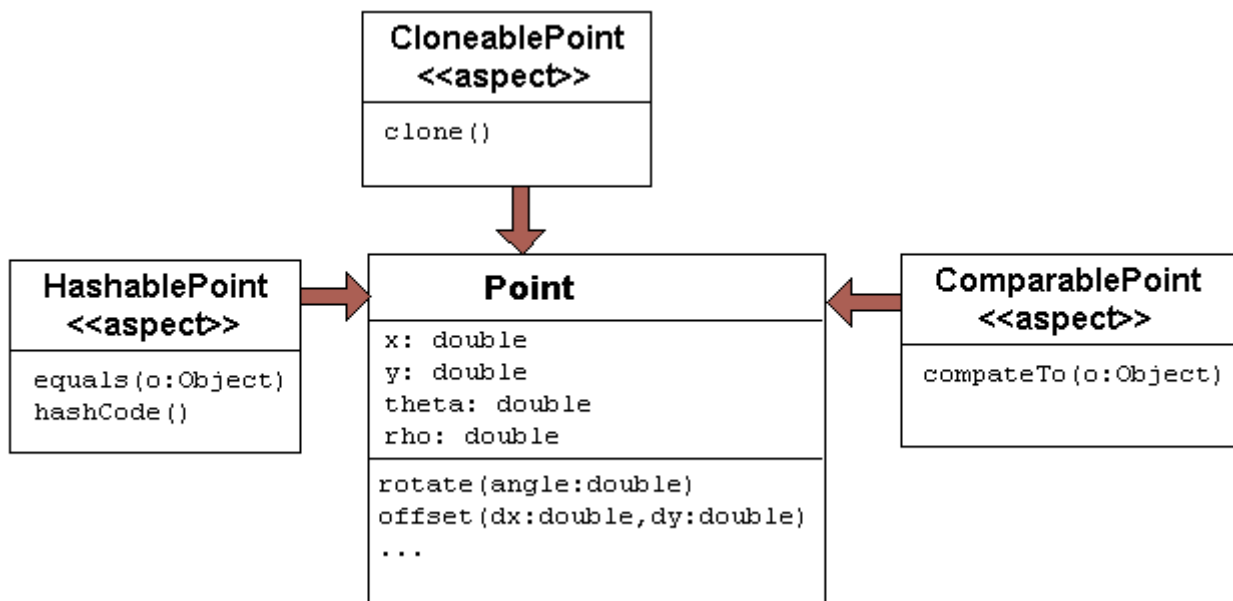 CloneablePoint
<<aspect>>
clone()
HashablePoint
<<aspect>>
equals(o:Object)
hashCode()
Point
x: double
y: double
theta: double
rho: double
rotate(angle:double)
offset(dx:double,dy:double)
...
ComparablePoint
<<aspect>>
compateTo(o:Object)